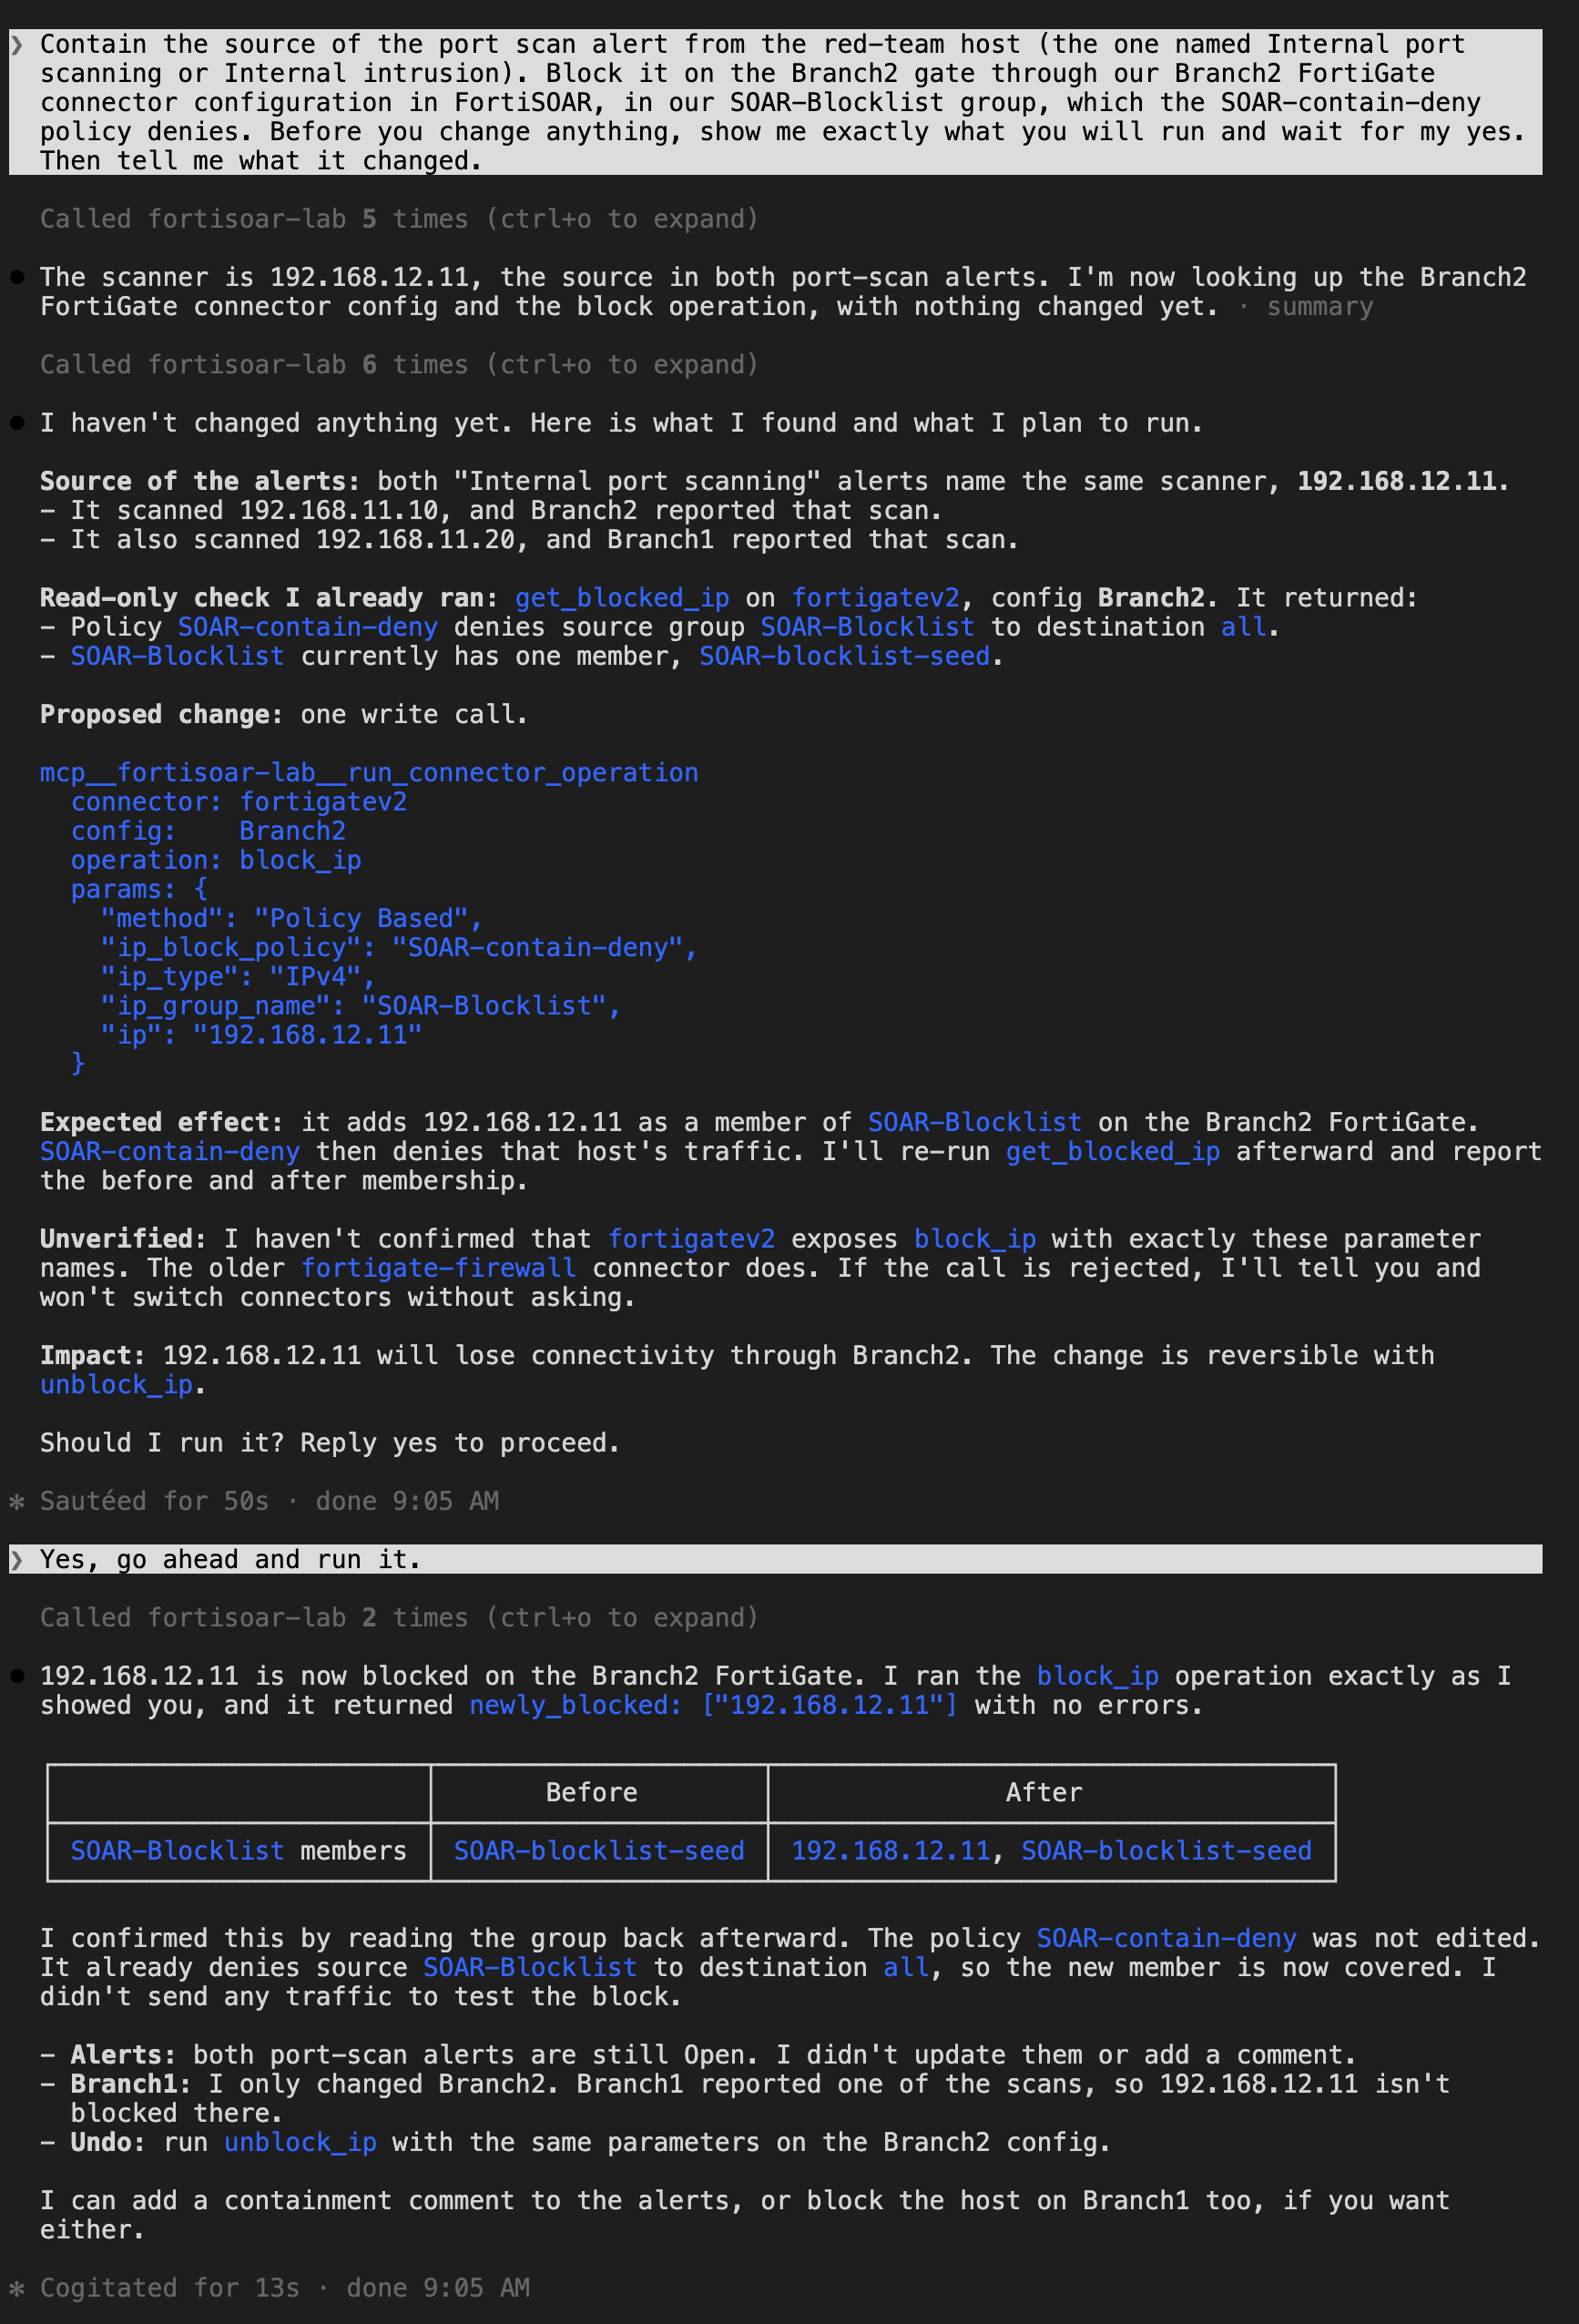 ❯ Contain the source of the port scan alert from the red-team host (the one named Internal port
scanning or Internal intrusion). Block it on the Branch2 gate through our Branch2 FortiGate
connector configuration in FortiSOAR, in our SOAR-Blocklist group, which the SOAR-contain-deny
policy denies. Before you change anything, show me exactly what you will run and wait for my yes.
Then tell me what it changed.
Called fortisoar-lab 5 times (ctrl+o to expand)
● The scanner is 192.168.12.11, the source in both port-scan alerts. I'm now looking up the Branch2
FortiGate connector config and the block operation, with nothing changed yet. · summary
Called fortisoar-lab 6 times (ctrl+o to expand)
● I haven't changed anything yet. Here is what I found and what I plan to run.
Source of the alerts: both "Internal port scanning" alerts name the same scanner, 192.168.12.11.
- It scanned 192.168.11.10, and Branch2 reported that scan.
- It also scanned 192.168.11.20, and Branch1 reported that scan.
Read-only check I already ran: get_blocked_ip on fortigatev2, config Branch2. It returned:
- Policy SOAR-contain-deny denies source group SOAR-Blocklist to destination all.
- SOAR-Blocklist currently has one member, SOAR-blocklist-seed.
Proposed change: one write call.
mcp__fortisoar-lab__run_connector_operation
connector: fortigatev2
config:    Branch2
operation: block_ip
params: {
"method": "Policy Based",
"ip_block_policy": "SOAR-contain-deny",
"ip_type": "IPv4",
"ip_group_name": "SOAR-Blocklist",
"ip": "192.168.12.11"
}
Expected effect: it adds 192.168.12.11 as a member of SOAR-Blocklist on the Branch2 FortiGate.
SOAR-contain-deny then denies that host's traffic. I'll re-run get_blocked_ip afterward and report
the before and after membership.
Unverified: I haven't confirmed that fortigatev2 exposes block_ip with exactly these parameter
names. The older fortigate-firewall connector does. If the call is rejected, I'll tell you and
won't switch connectors without asking.
Impact: 192.168.12.11 will lose connectivity through Branch2. The change is reversible with
unblock_ip.
Should I run it? Reply yes to proceed.
✻ Sautéed for 50s · done 9:05 AM
❯ Yes, go ahead and run it.
Called fortisoar-lab 2 times (ctrl+o to expand)
● 192.168.12.11 is now blocked on the Branch2 FortiGate. I ran the block_ip operation exactly as I
showed you, and it returned newly_blocked: ["192.168.12.11"] with no errors.
Before After
SOAR-Blocklist members SOAR-blocklist-seed 192.168.12.11, SOAR-blocklist-seed
I confirmed this by reading the group back afterward. The policy SOAR-contain-deny was not edited.
It already denies source SOAR-Blocklist to destination all, so the new member is now covered. I
didn't send any traffic to test the block.
- Alerts: both port-scan alerts are still Open. I didn't update them or add a comment.
- Branch1: I only changed Branch2. Branch1 reported one of the scans, so 192.168.12.11 isn't
blocked there.
- Undo: run unblock_ip with the same parameters on the Branch2 config.
I can add a containment comment to the alerts, or block the host on Branch1 too, if you want
either.
✻ Cogitated for 13s · done 9:05 AM